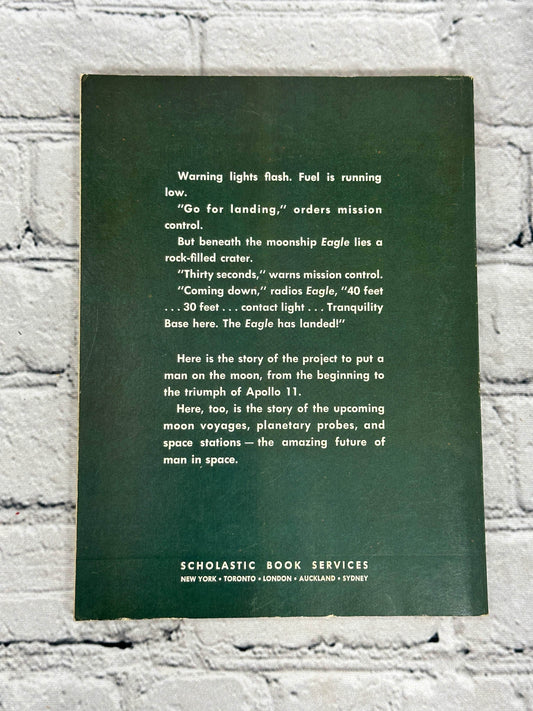 Warning lights flash. Fuel is running
low.
"Go for landing," orders mission
control.
But beneath the moonship Eagle lies a
rock-filled crater.
"Thirty seconds," warns mission control.
"Coming down," radios Eagle, "40 feet
. . . 30 feet . . . contact light . . . Tranquility
Base here. The Eagle has landed!"
Here is the story of the project to put a
man on the moon, from the beginning to
the triumph of Apollo 11.
Here, too, is the story of the upcoming
moon voyages, planetary probes, and
space stations — the amazing future of
man in space.
SCHOLASTIC BOOK SERVICES
NEW YORK • TORONTO • LONDON • AUCKLAND • SYDNEY